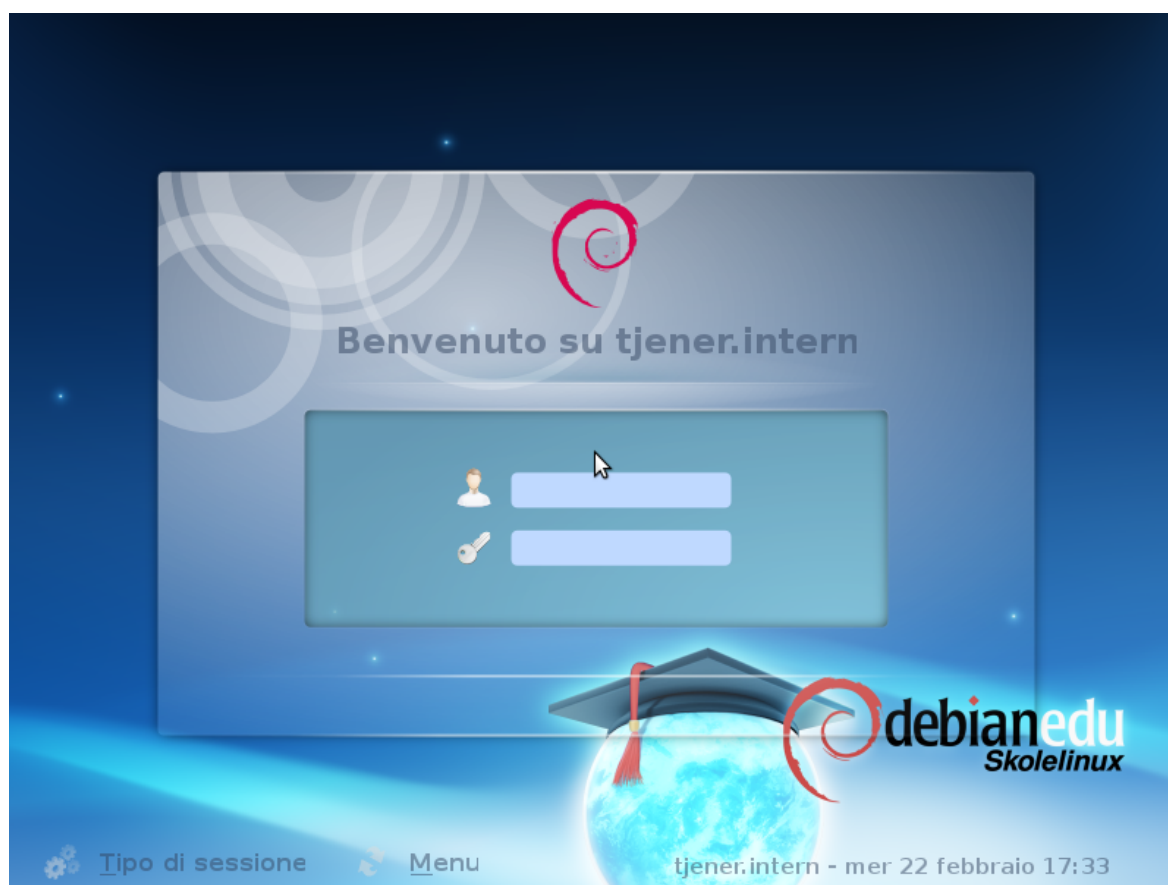 Benvenuto su tjener.intern
debianedu
Skolelinux
Tipo di sessione
Menu
tjener.intern - mer 22 febbraio 17:33